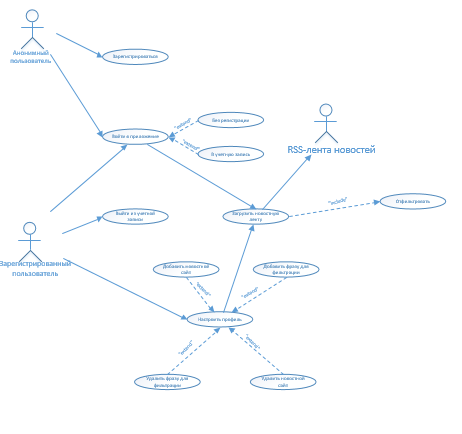 Анонимный
пользователь
Зарегистрироваться
Войти в приложение
"extend"
Без регистрации
"extend"
В учетную запись
RSS-лента новостей
"include"
Отфильтровать
Выйти из учетной
записи
Загрузить новостную
ленту
Зарегистрированный
пользователь
Добавить новостной
сайт
Добавить фразу для
фильтрации
"extend"
"extend"
Настроить профиль
"extend"
"extend"
Удалить фразу для
фильтрации
Удалить новостной
сайт